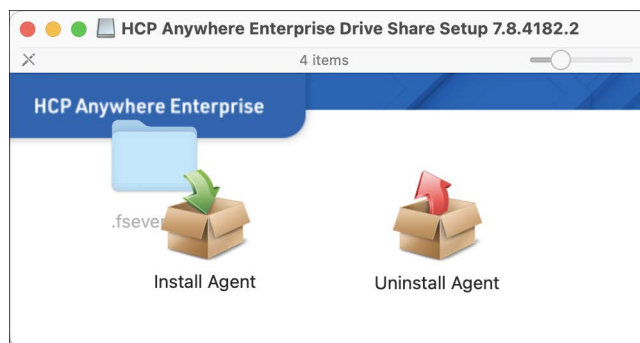 HCP Anywhere Enterprise Drive Share Setup 7.8.4182.2
4 items
HCP Anywhere Enterprise
Install Agent
Uninstall Agent